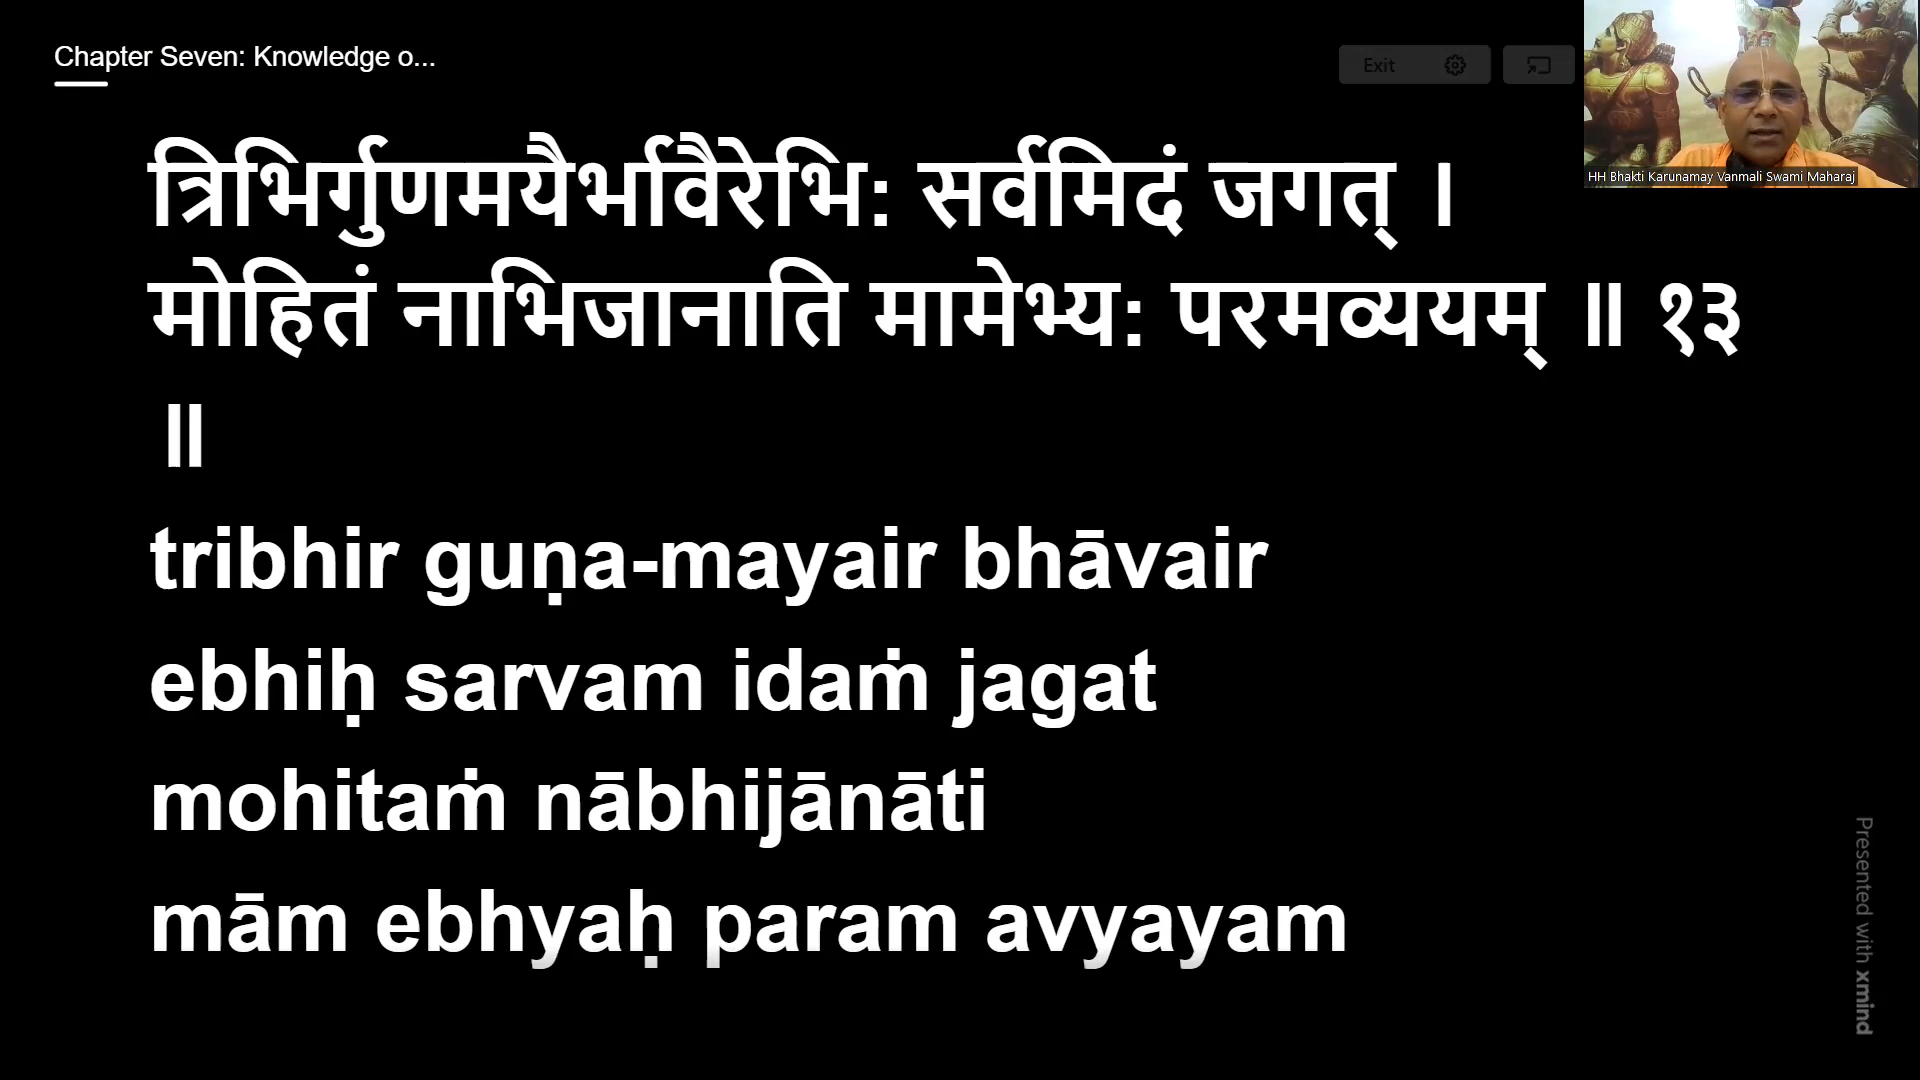 Chapter Seven: Knowledge o...
Exit
HH Bhakti Karunamay Vanmali Swami Maharaj
त्रिभिर्गुणमयैर्भावैरेभि: सर्वमिदं जगत् ।
मोहितं नाभिजानाति मामेभ्य: परमव्ययम् ॥ १३
॥
tribhir guṇa-mayair bhāvair
ebhiḥ sarvam idaṁ jagat
mohitaṁ nābhijānāti
mām ebhyaḥ param avyayam
Presented with xmind